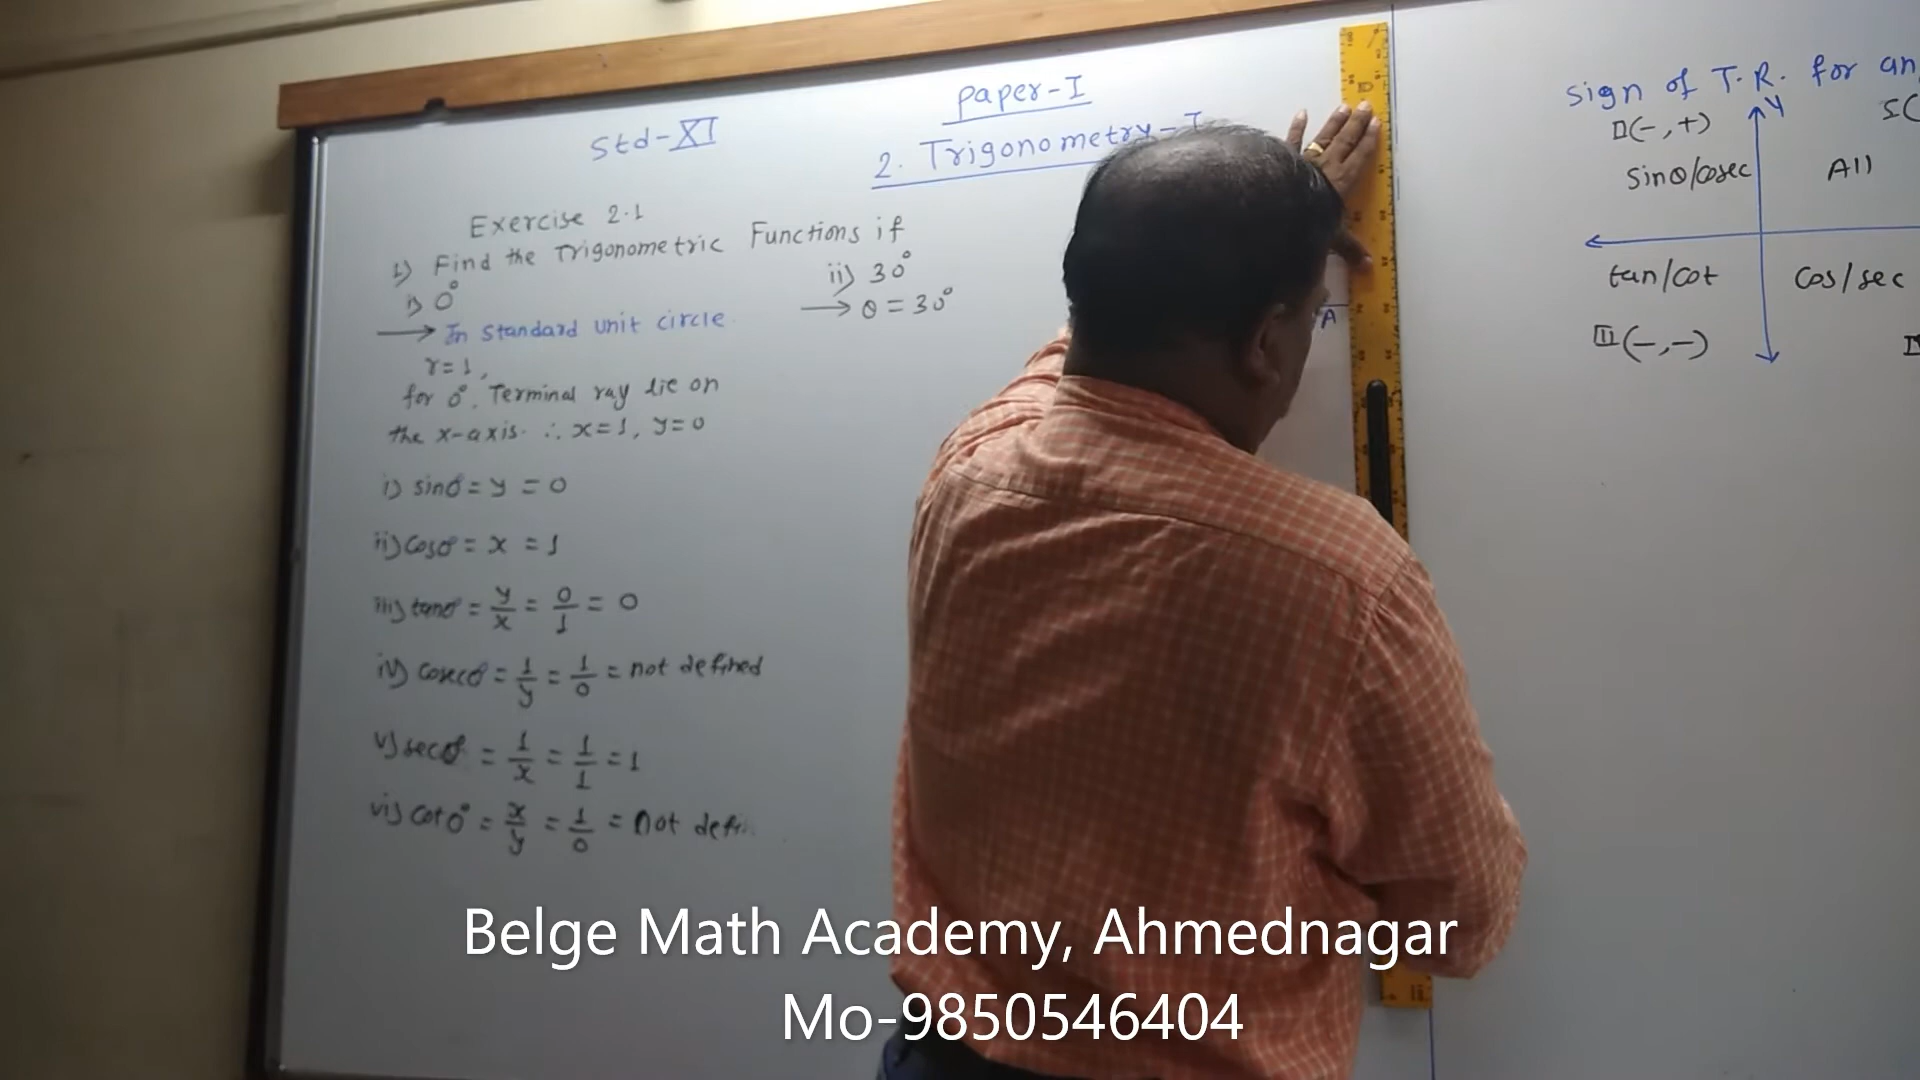 Std-XI
Paper-I
2. Trigonometry-I
Exercise 2.1
1) Find the Trigonometric Functions if
i) 0°
ii) 30°
→ In standard unit circle
r=1,
for 0°. Terminal ray lie on
the x-axis. ∴ x=1, y=0
i) sin0° = y = 0
ii) cos0° = x = 1
iii) tan0° = y/x = 0/1 = 0
iv) cosec0° = 1/y = 1/0 = not defined
v) sec0° = 1/x = 1/1 = 1
vi) cot0° = x/y = 1/0 = not defin
→ θ = 30°
A
Sign of T.R. for an
II(-,+)
Y
I(
sinθ/cosec
All
tan/cot
cos/sec
III(-,-)
Belge Math Academy, Ahmednagar
Mo-9850546404